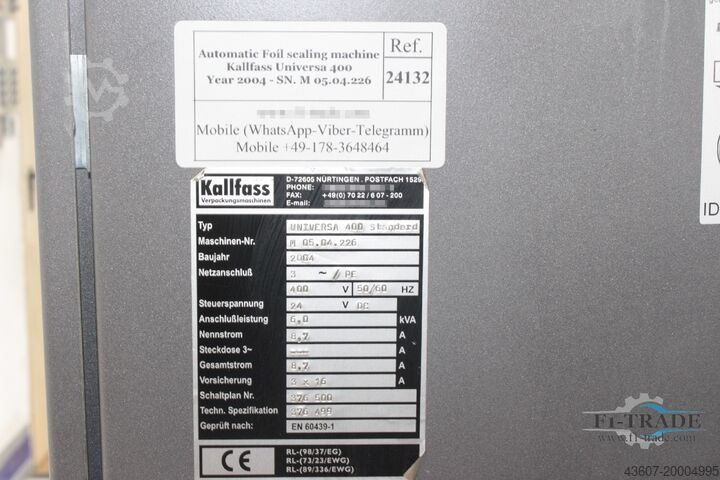 Automatic Foil sealing machine
Kallfass Universa 400
Year 2004 - SN. M 05.04.226
Ref.
24132
Mobile (WhatsApp-Viber-Telegramm)
Mobile +49-178-3648464
Kallfass
Verpackungsmaschinen
D-72605 NÜRTINGEN . POSTFACH 1529
PHONE:
FAX: +49(0) 70 22 / 6 07 - 200
E-mail:
Typ UNIVERSA 400 Standard
Maschinen-Nr. M 05.04.226
Baujahr 2004
Netzanschluß 3 ~ / PE
400 V 50/60 HZ
Steuerspannung 24 V DC
Anschlußleistung 6,0 kVA
Nennstrom 8,7 A
Steckdose 3~ --- A
Gesamtstrom 8,7 A
Vorsicherung 3 x 16 A
Schaltplan Nr. 376 500
Techn. Spezifikation 376 499
Geprüft nach: EN 60439-1
CE
RL-(98/37/EG)
RL-(73/23/EWG)
RL-(89/336/EWG)
ID
F1-TRADE
www.f1-trade.com
43607-20004995